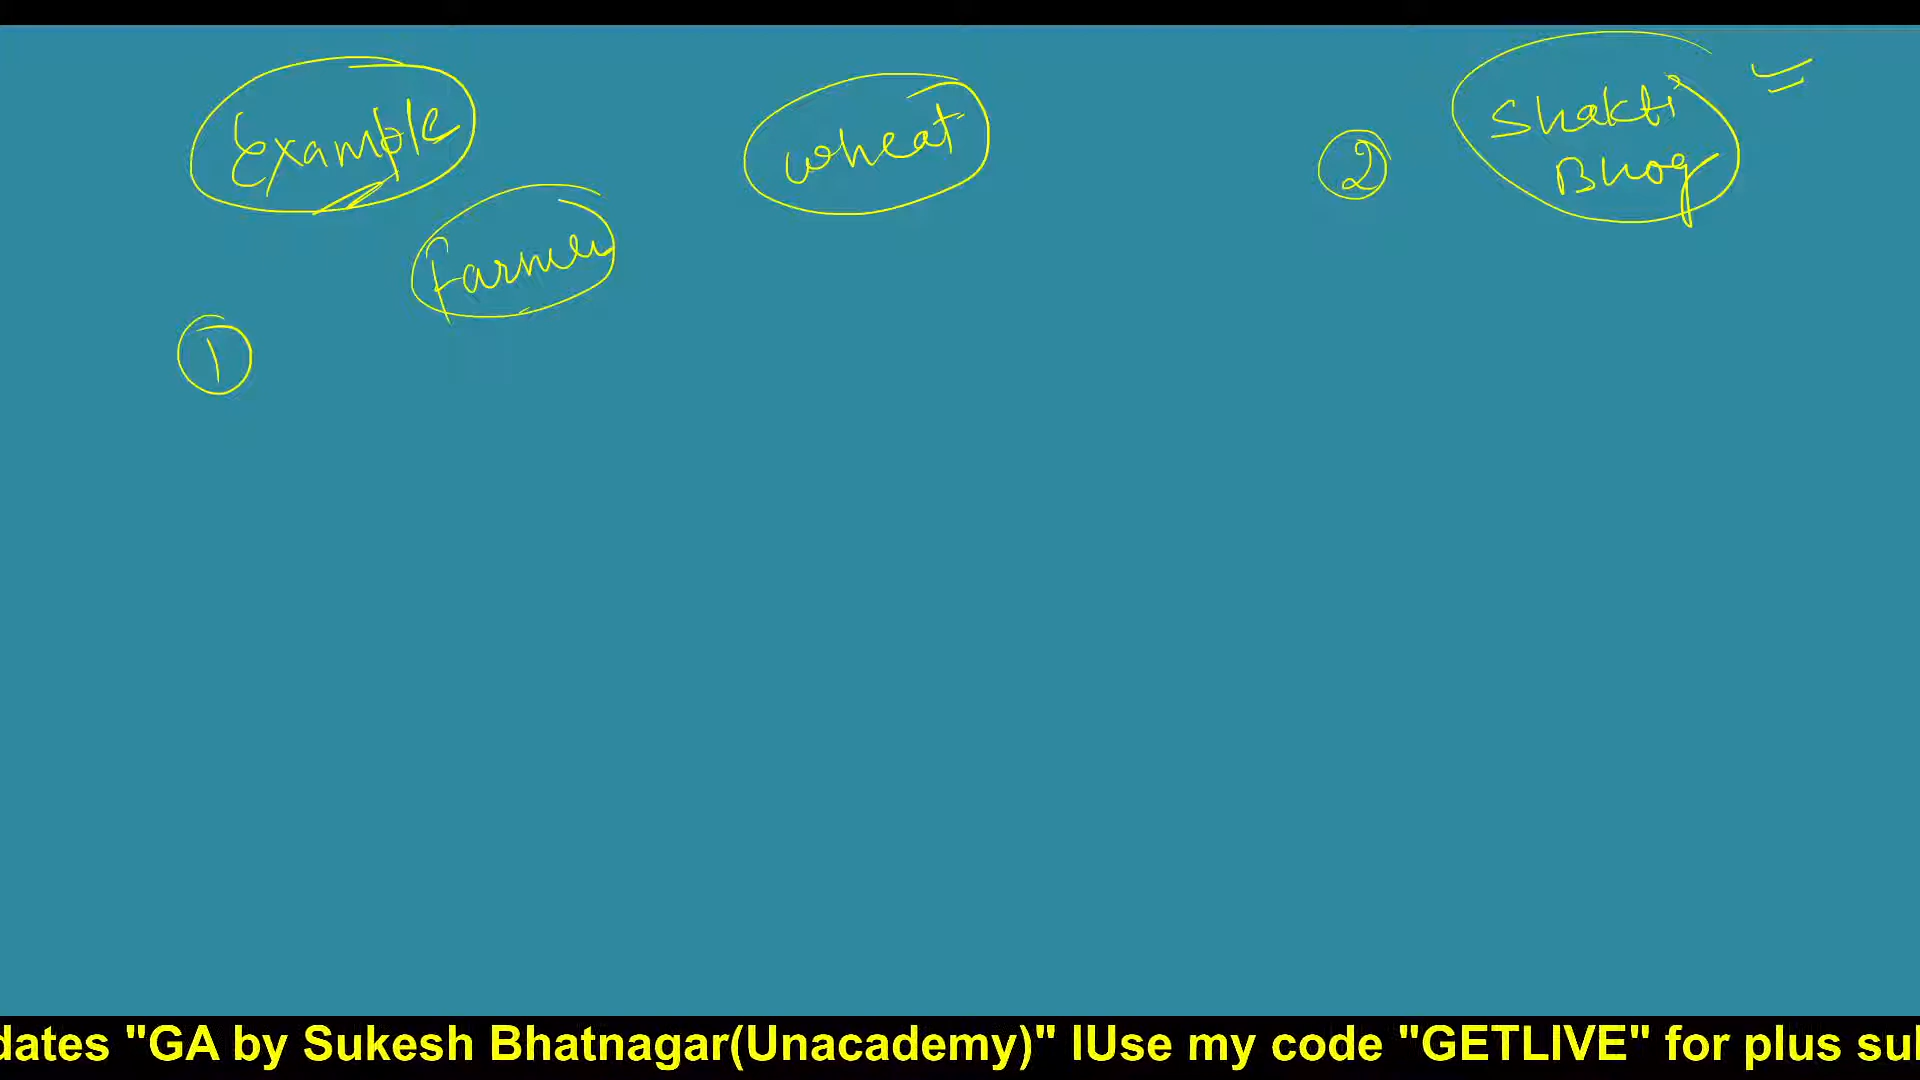 Example
wheat
②
Shakti
Bhog
farmer
①
dates "GA by Sukesh Bhatnagar(Unacademy)" IUse my code "GETLIVE" for plus sul